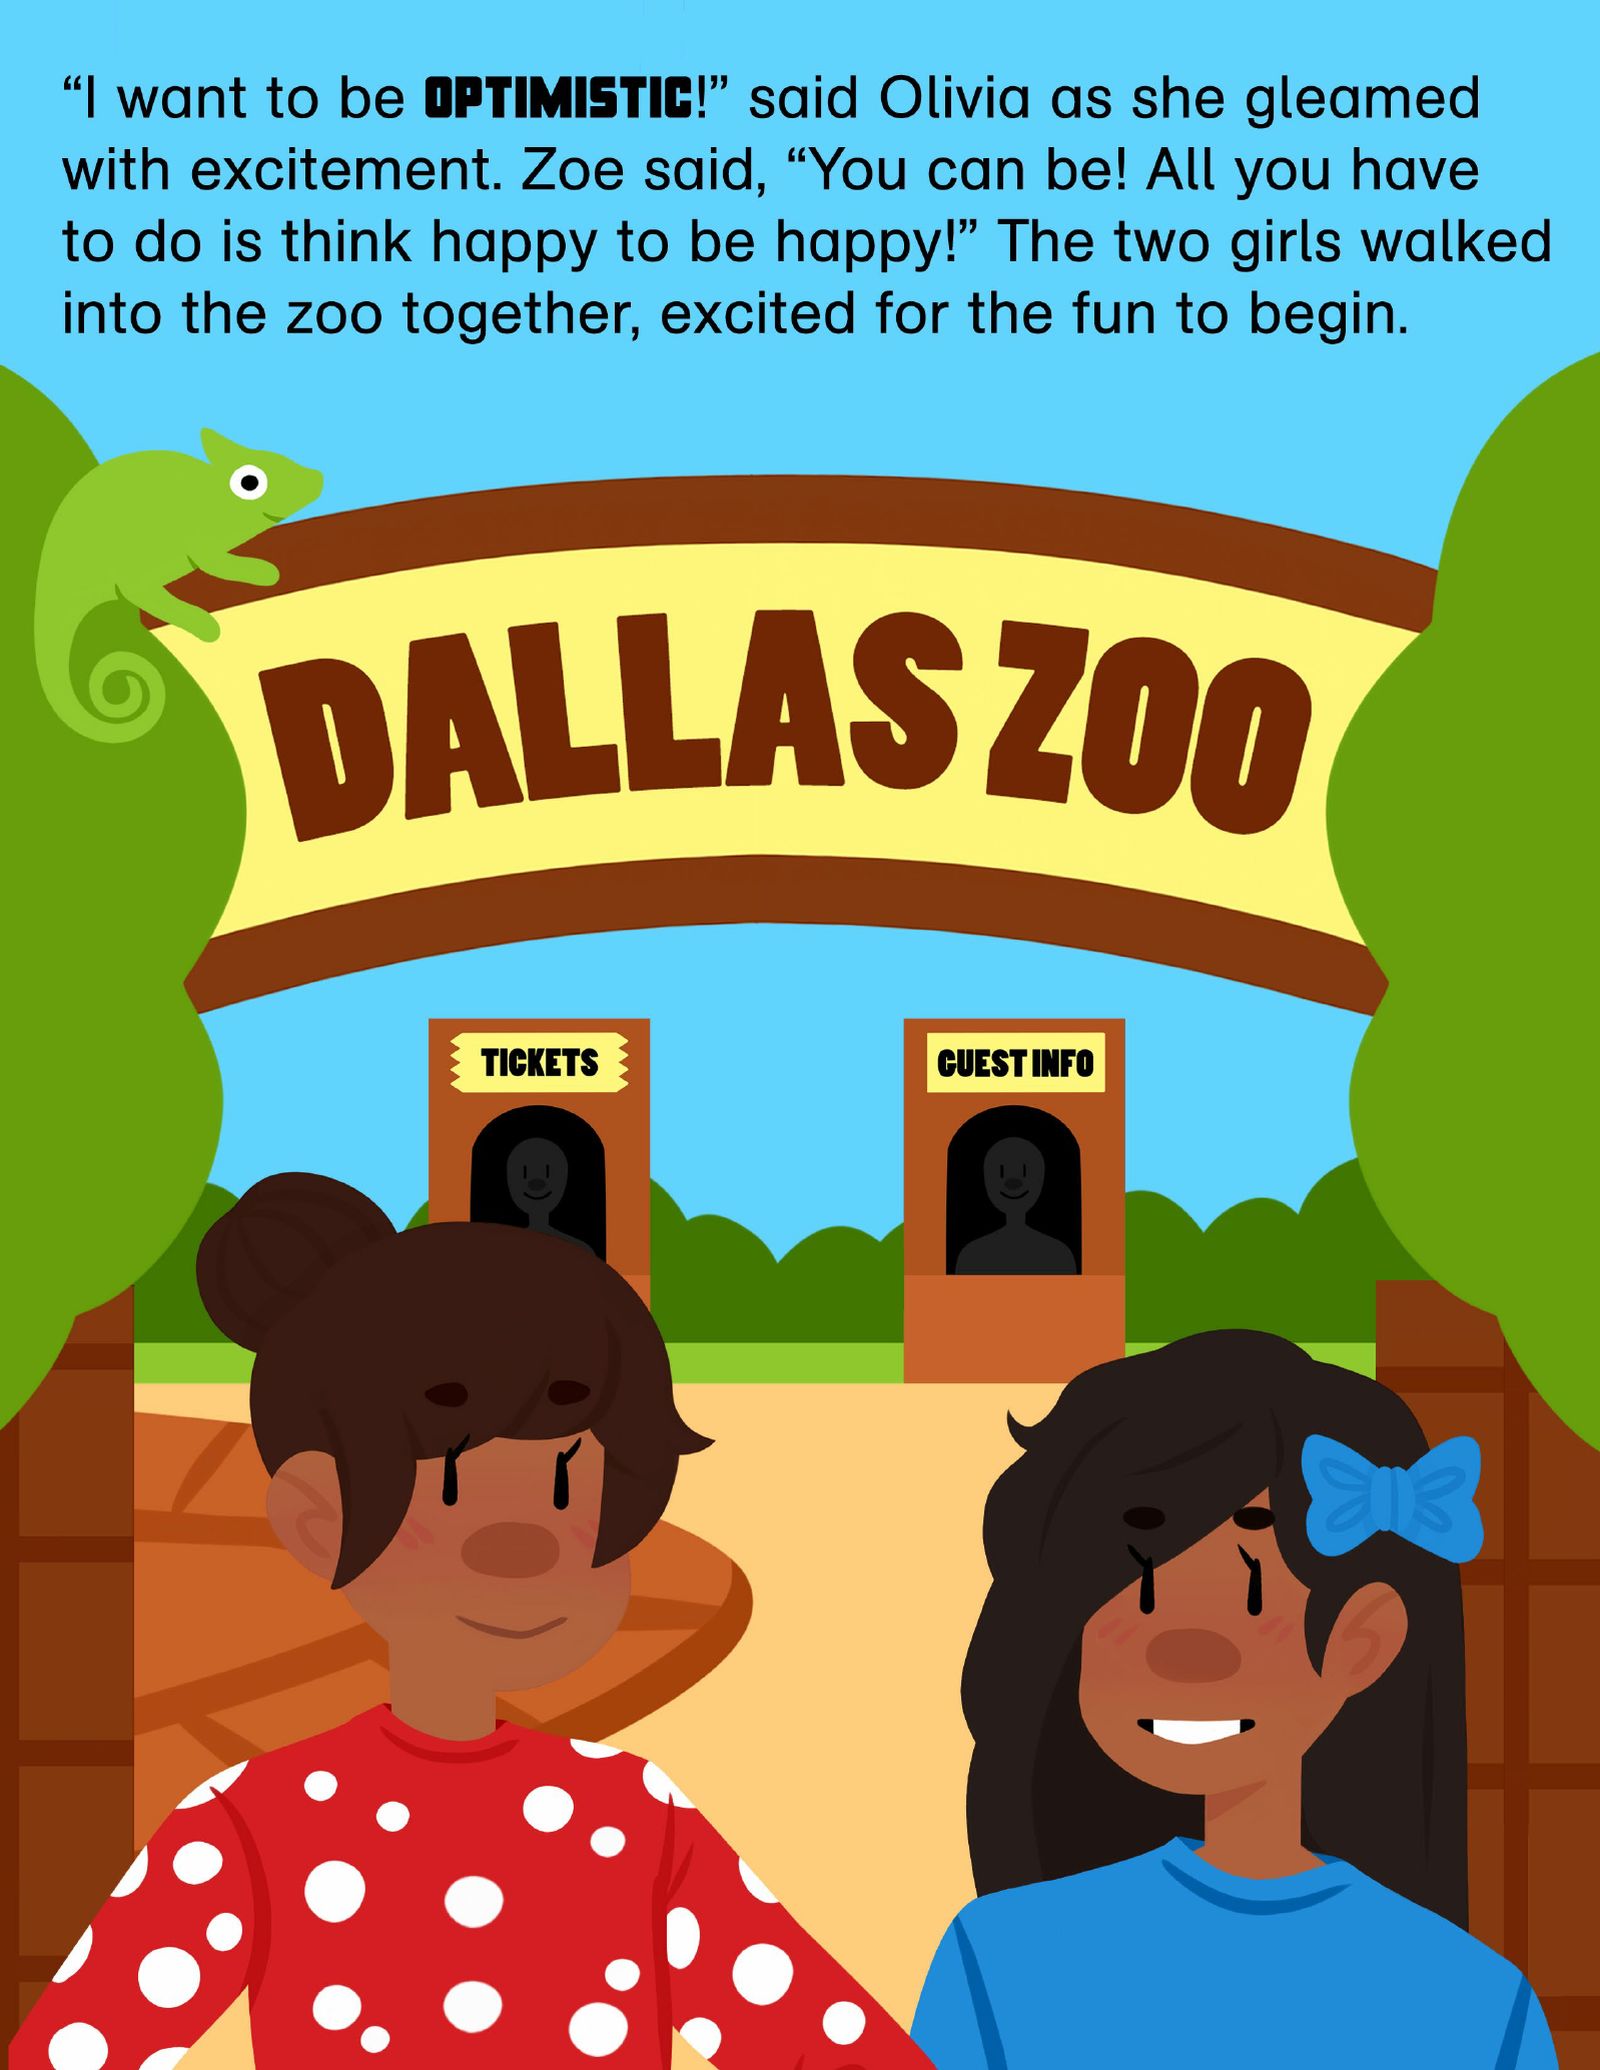 “I want to be OPTIMISTIC!” said Olivia as she gleamed
with excitement. Zoe said, “You can be! All you have
to do is think happy to be happy!” The two girls walked
into the zoo together, excited for the fun to begin.
DALLAS ZOO
TICKETS
GUEST INFO